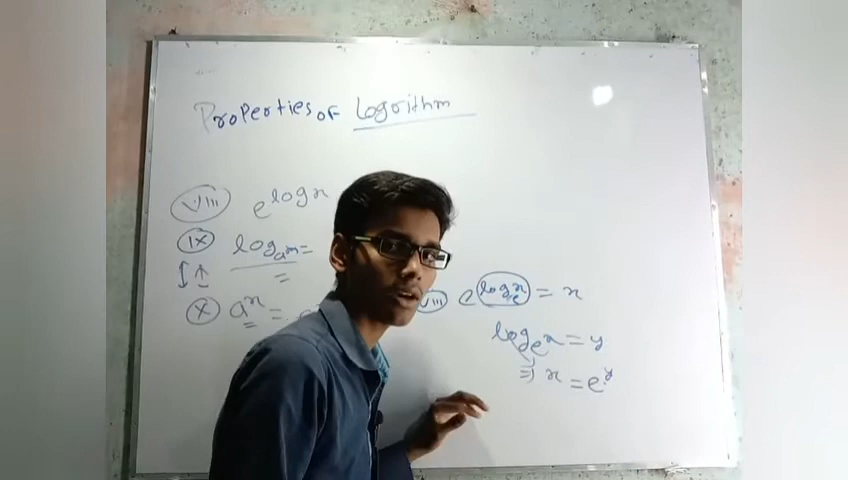 Properties of Logarithm
(viii) e^log x
(ix) log_a^m =
(x) a^x =
(viii) e^(log_e x) = x
log_e x = y
⇒ x = e^y